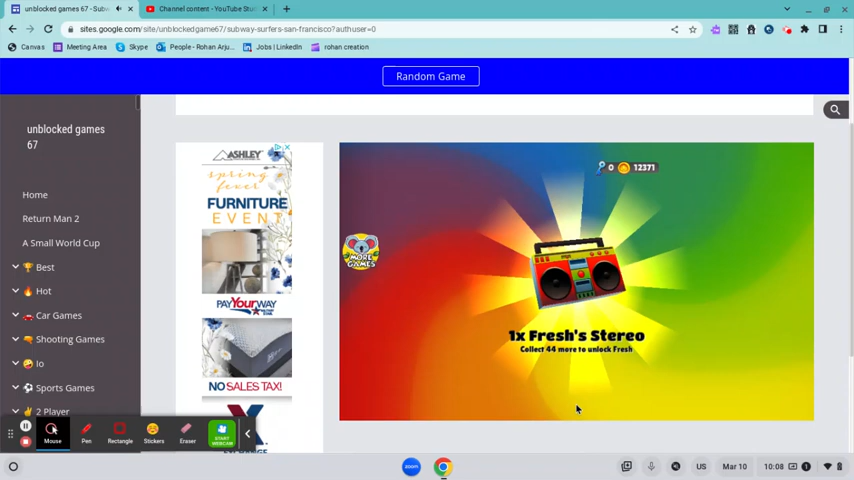 unblocked games 67 - Subway
Channel content - YouTube Stu
sites.google.com/site/unblockedgame67/subway-surfers-san-francisco?authuser=0
Canvas
Meeting Area
Skype
People - Rohan Arju...
Jobs | LinkedIn
rohan creation
Random Game
unblocked games
67
Home
Return Man 2
A Small World Cup
Best
Hot
Car Games
Shooting Games
Io
Sports Games
2 Player
ASHLEY
spring
fever
FURNITURE
EVENT
PAY YOUR WAY
NO SALES TAX!
EXCHANGE
0
12371
MORE
GAMES
1x Fresh's Stereo
Collect 44 more to unlock Fresh
Mouse
Pen
Rectangle
Stickers
Eraser
START
WEBCAM
zoom
US
Mar 10
10:08
1